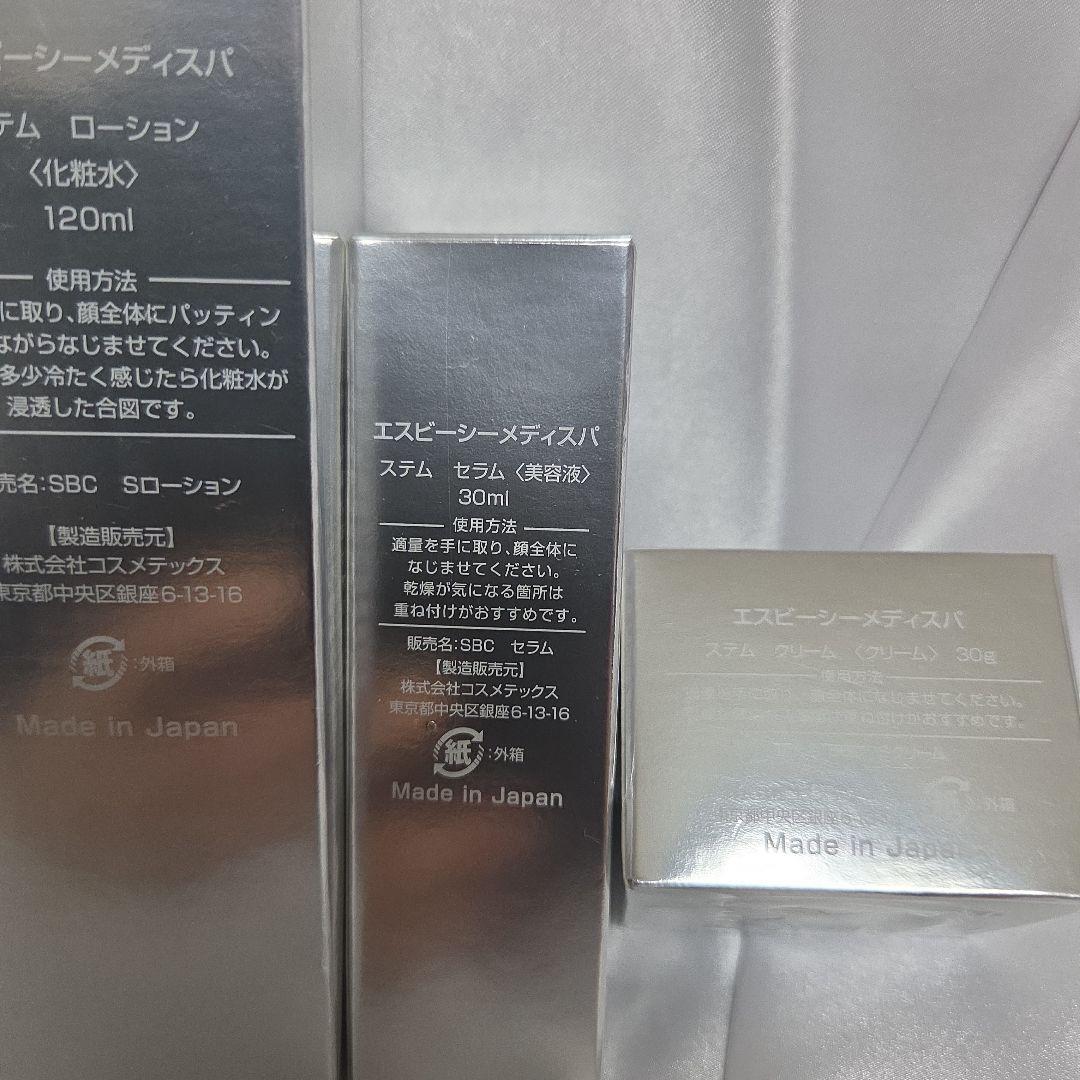 ビーシーメディスパ
テム ローション
〈化粧水〉
120ml
使用方法
に取り、顔全体にパッティン
ながらなじませてください。
多少冷たく感じたら化粧水が
浸透した合図です。
売名:SBC Sローション
【製造販売元】
株式会社コスメテックス
東京都中央区銀座6-13-16
紙:外箱
Made in Japan
エスビーシーメディスパ
ステム セラム〈美容液〉
30ml
使用方法
適量を手に取り、顔全体に
なじませてください。
乾燥が気になる箇所は
重ね付けがおすすめです。
販売名:SBC セラム
【製造販売元】
株式会社コスメテックス
東京都中央区銀座6-13-16
紙:外箱
Made in Japan
エスビーシーメディスパ
ステム クリーム 〈クリーム〉 30g
使用方法
ませてください。
がおすすめです。
外箱
東京都中央区銀座6-
Made in Japan